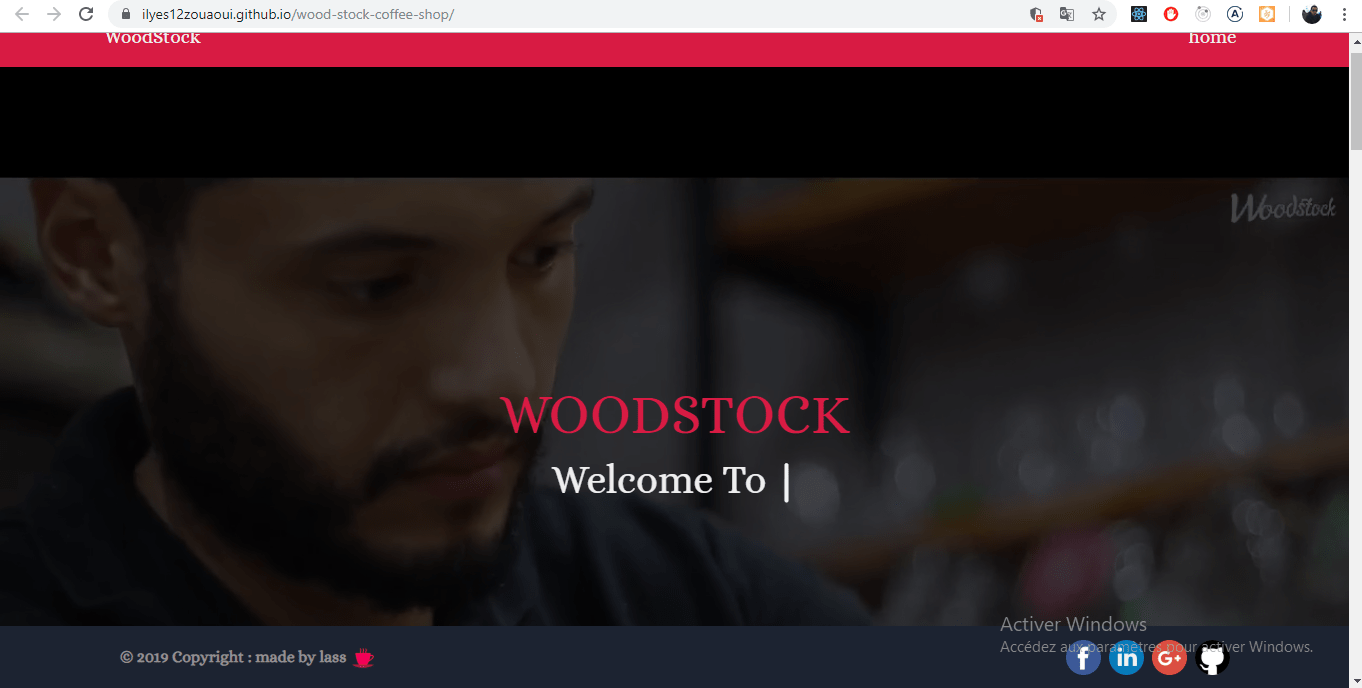 ilyes12zouaoui.github.io/wood-stock-coffee-shop/
WoodStock home
Woodstock
WOODSTOCK
Welcome To |
Activer Windows
Accédez aux paramètres pour activer Windows.
© 2019 Copyright : made by lass
f in G+